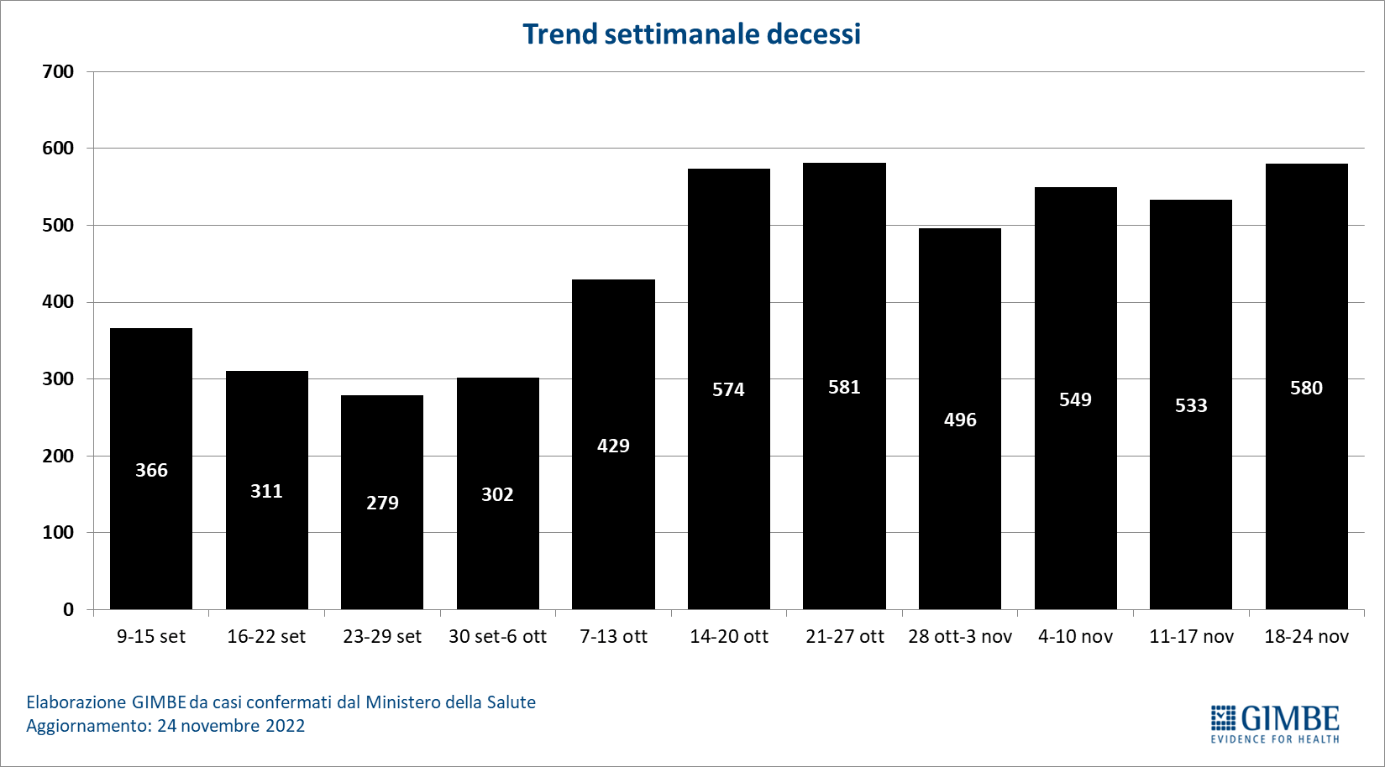 Trend settimanale decessi
700
600
500
400
300
200
100
0
366
311
279
302
429
574
581
496
549
533
580
9-15 set
16-22 set
23-29 set
30 set-6 ott
7-13 ott
14-20 ott
21-27 ott
28 ott-3 nov
4-10 nov
11-17 nov
18-24 nov
Elaborazione GIMBE da casi confermati dal Ministero della Salute
Aggiornamento: 24 novembre 2022
GIMBE
EVIDENCE FOR HEALTH